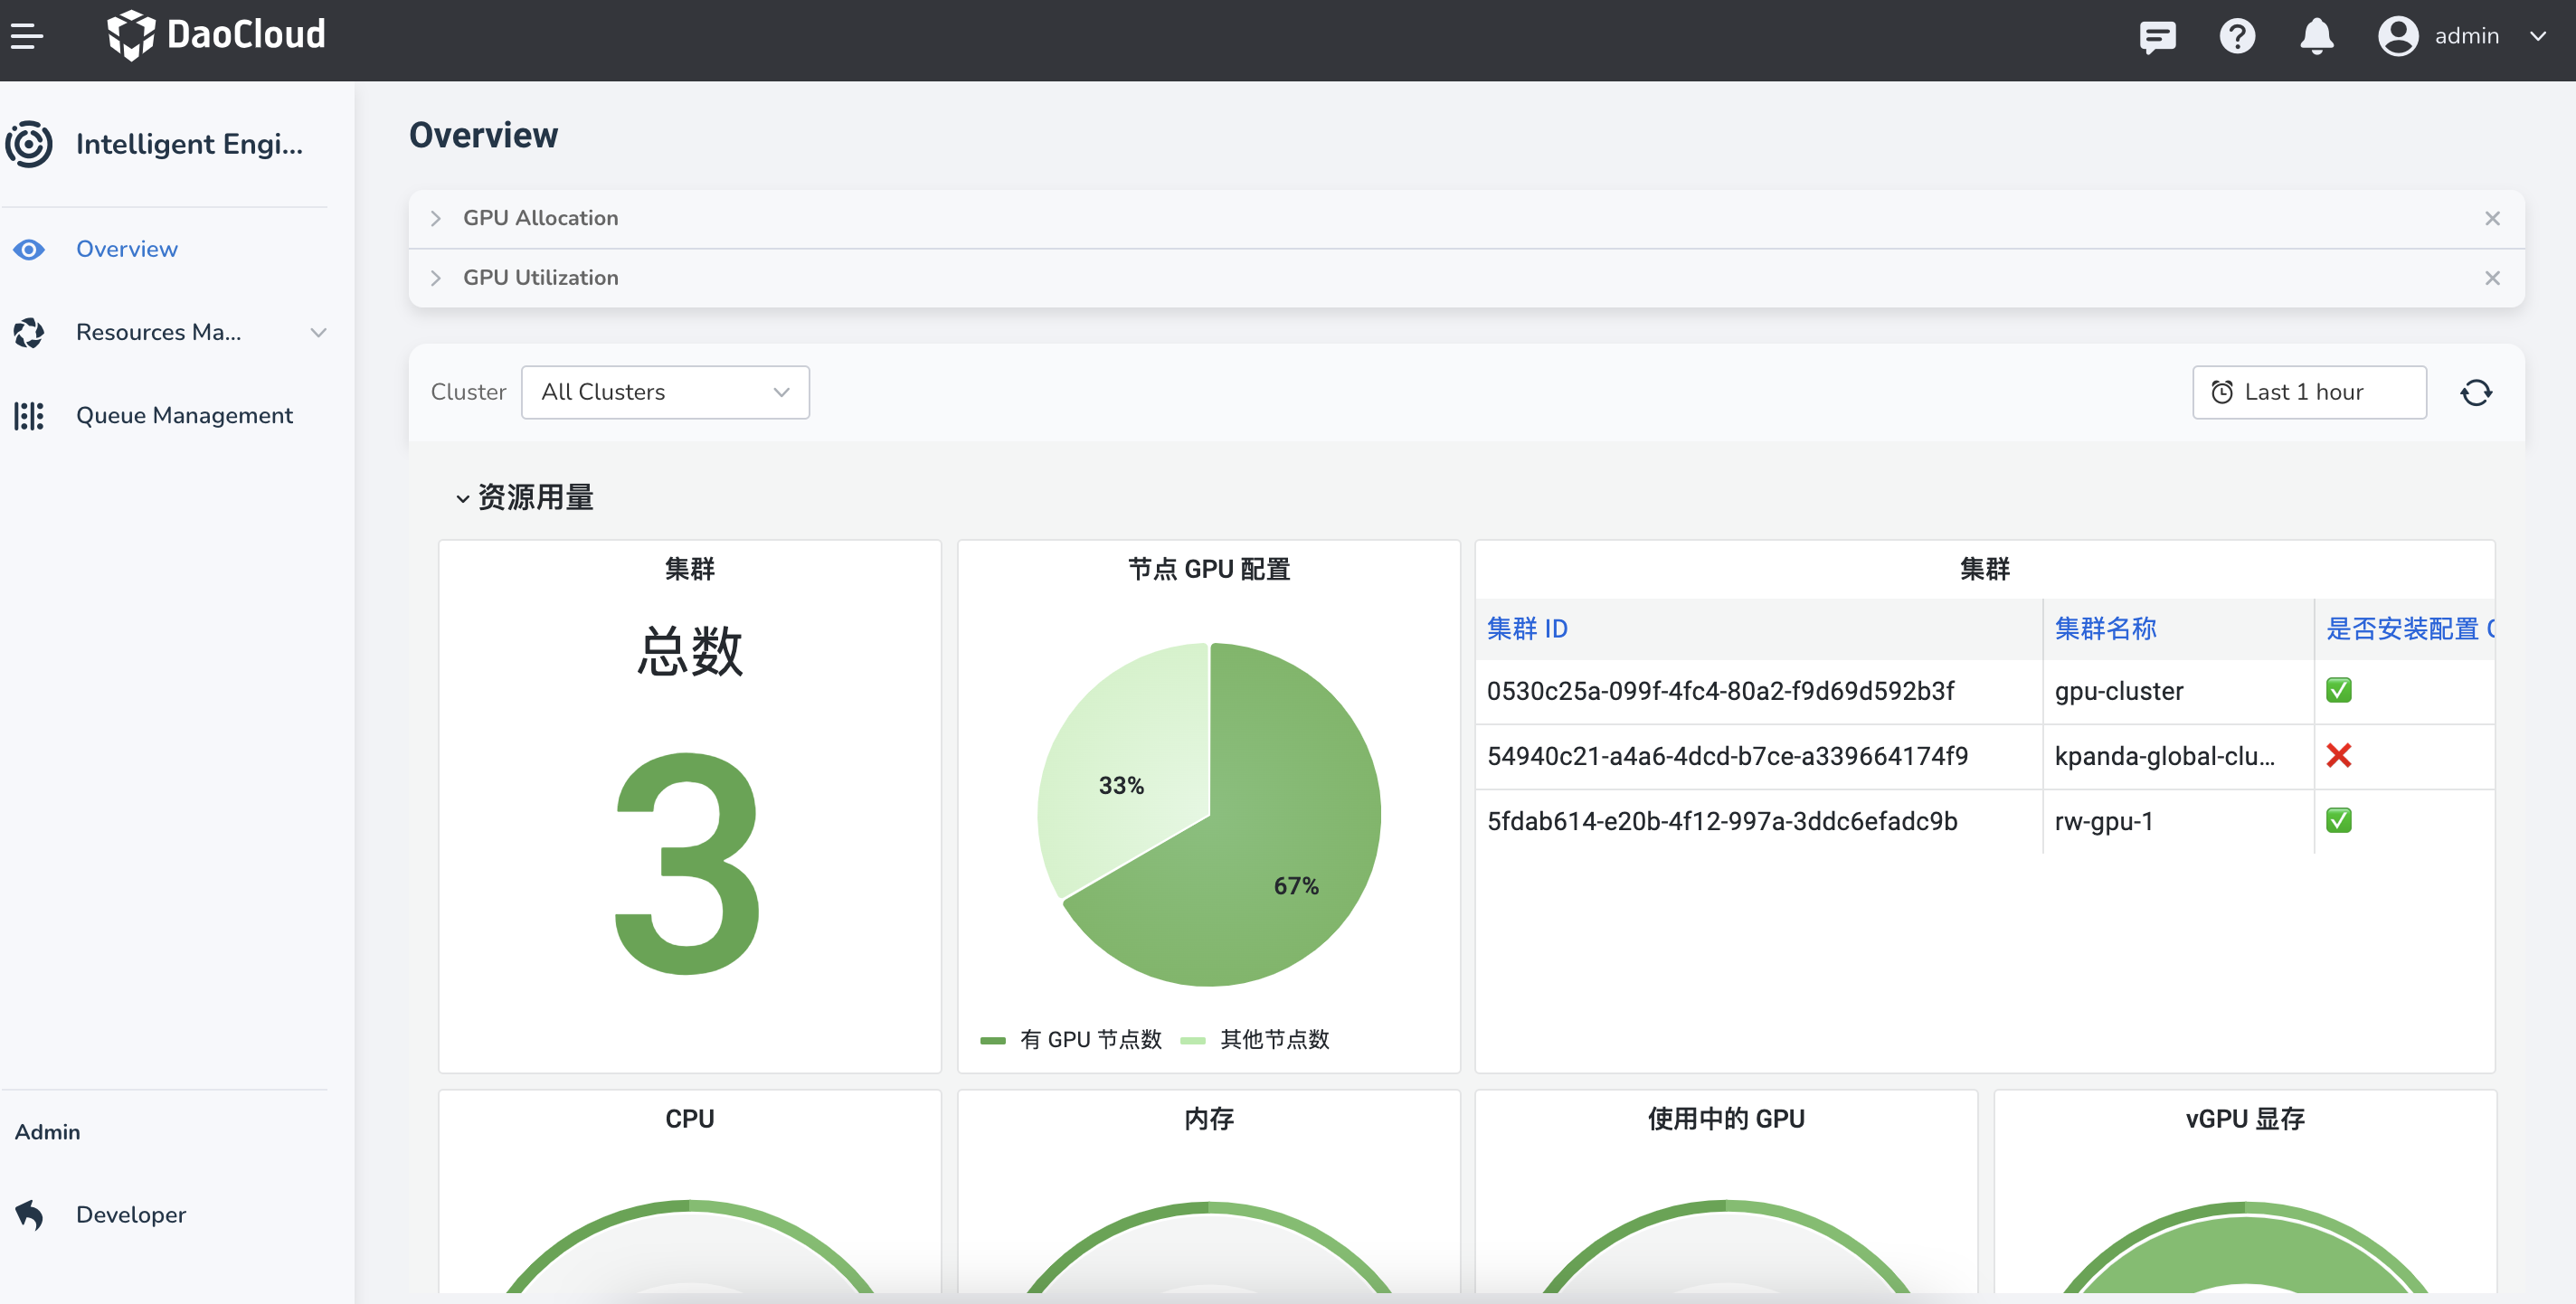 DaoCloud
admin
Intelligent Engi...
Overview
Resources Ma...
Queue Management
Admin
Developer
Overview
GPU Allocation
GPU Utilization
Cluster
All Clusters
Last 1 hour
资源用量
集群
总数
3
节点 GPU 配置
33%
67%
有 GPU 节点数
其他节点数
集群
集群 ID 集群名称 是否安装配置
0530c25a-099f-4fc4-80a2-f9d69d592b3f gpu-cluster ✅
54940c21-a4a6-4dcd-b7ce-a339664174f9 kpanda-global-clu... ❌
5fdab614-e20b-4f12-997a-3ddc6efadc9b rw-gpu-1 ✅
CPU
内存
使用中的 GPU
vGPU 显存